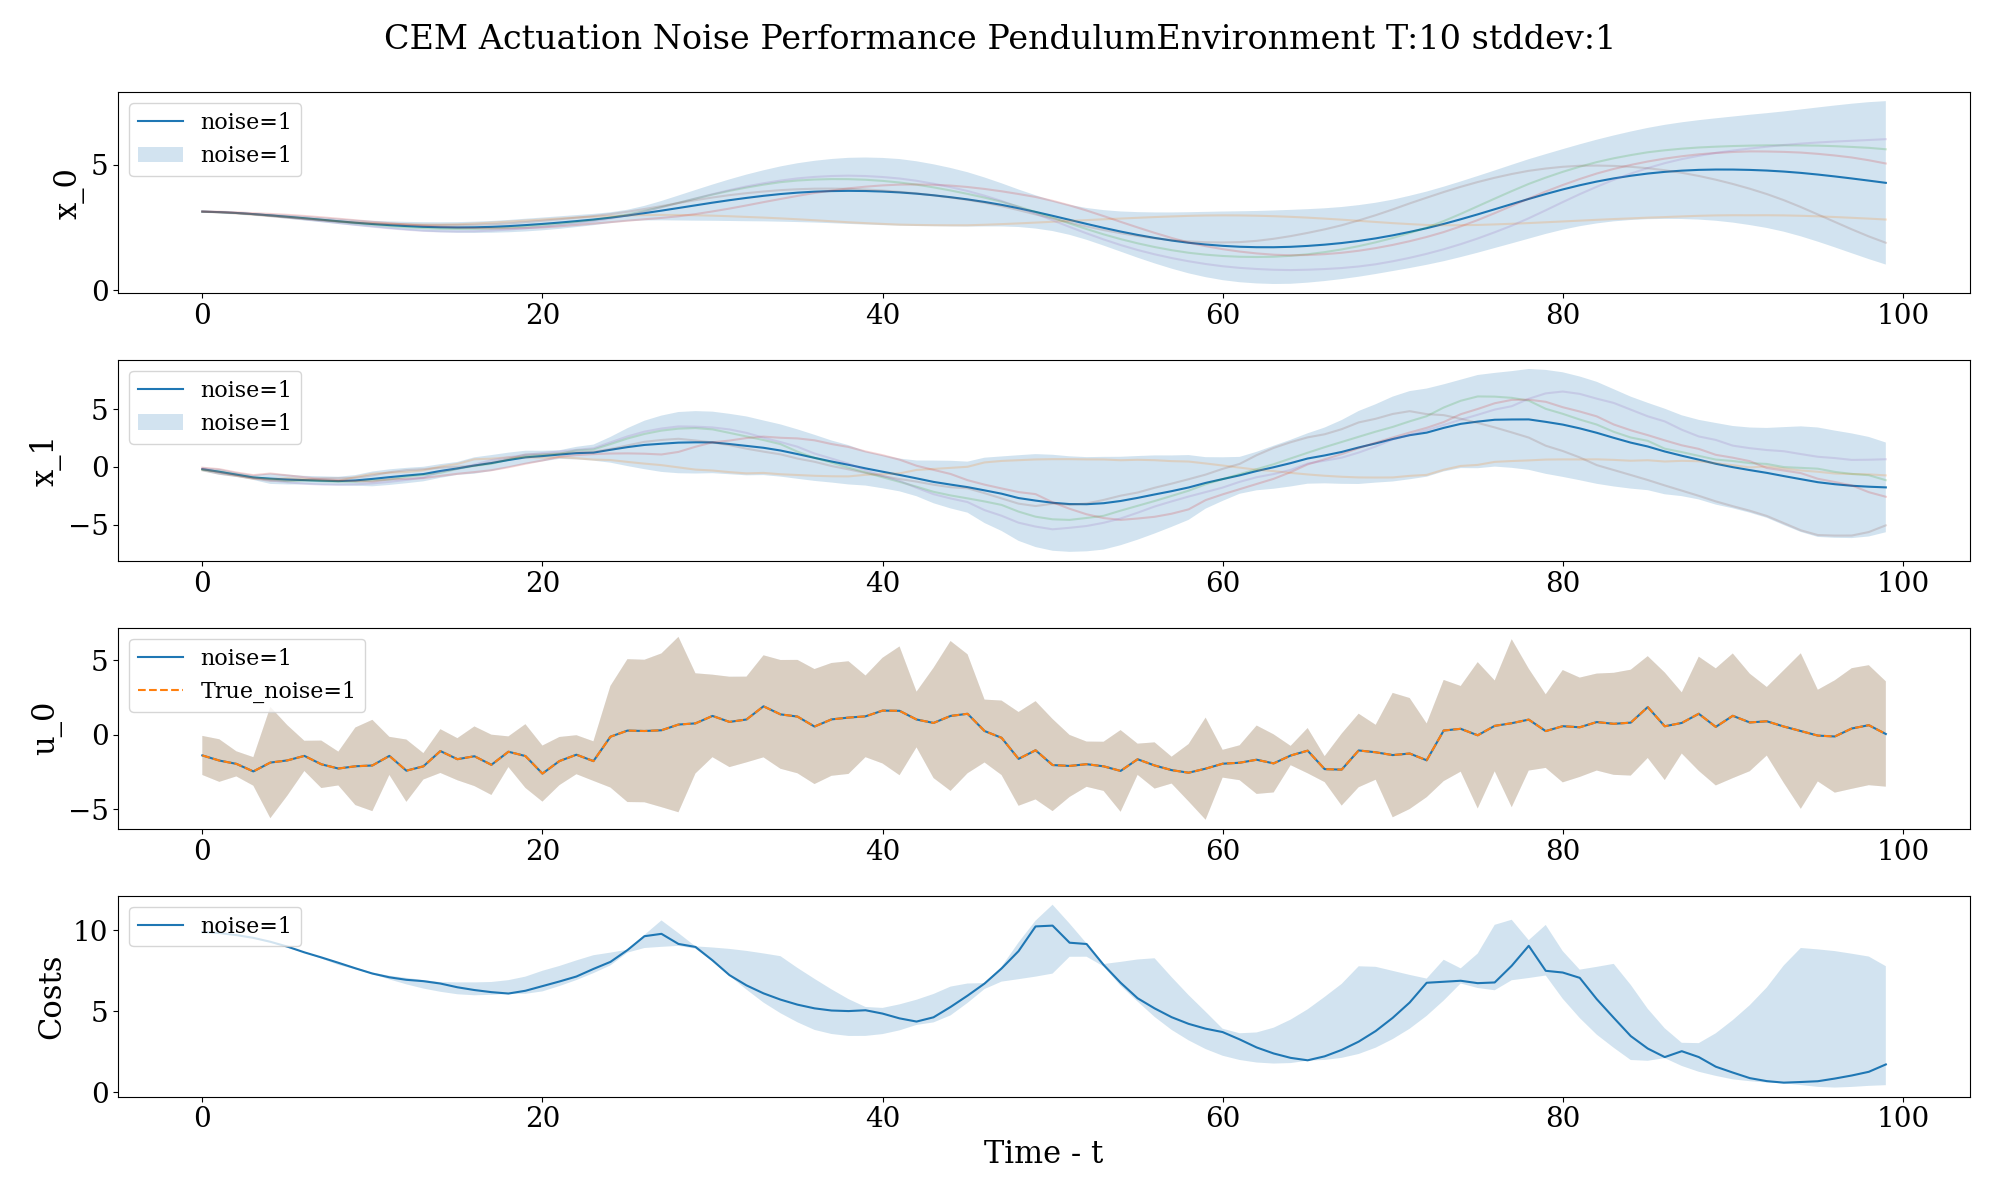 CEM Actuation Noise Performance PendulumEnvironment T:10 stddev:1
x_0
5
0
noise=1
noise=1
0 20 40 60 80 100
x_1
5
0
−5
noise=1
noise=1
0 20 40 60 80 100
u_0
5
0
−5
noise=1
True_noise=1
0 20 40 60 80 100
Costs
10
5
0
noise=1
0 20 40 60 80 100
Time - t